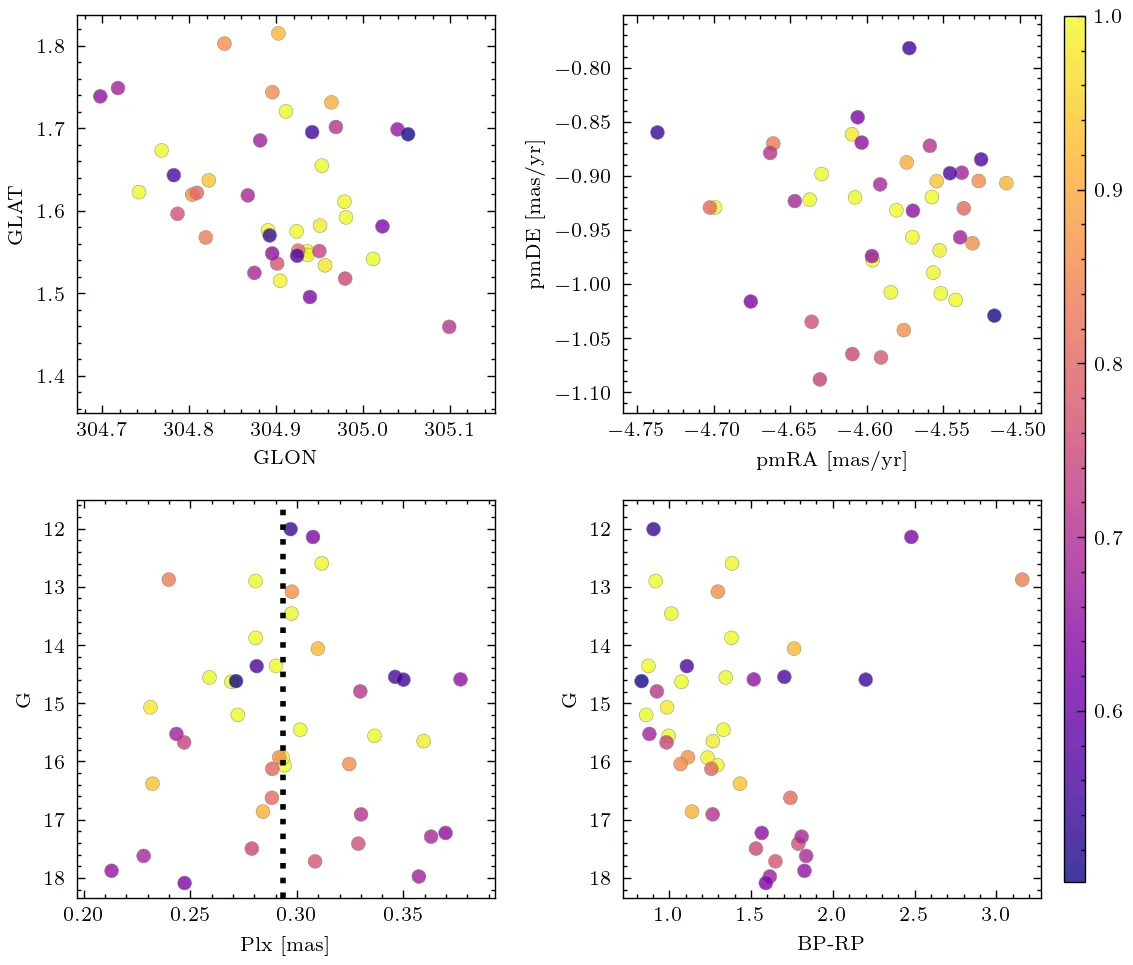 1.8
1.7
1.6
1.5
1.4
GLAT
304.7 304.8 304.9 305.0 305.1
GLON
−0.80
−0.85
−0.90
−0.95
−1.00
−1.05
−1.10
pmDE [mas/yr]
−4.75 −4.70 −4.65 −4.60 −4.55 −4.50
pmRA [mas/yr]
1.0
0.9
0.8
0.7
0.6
12
13
14
15
16
17
18
G
0.20 0.25 0.30 0.35
Plx [mas]
12
13
14
15
16
17
18
G
1.0 1.5 2.0 2.5 3.0
BP-RP